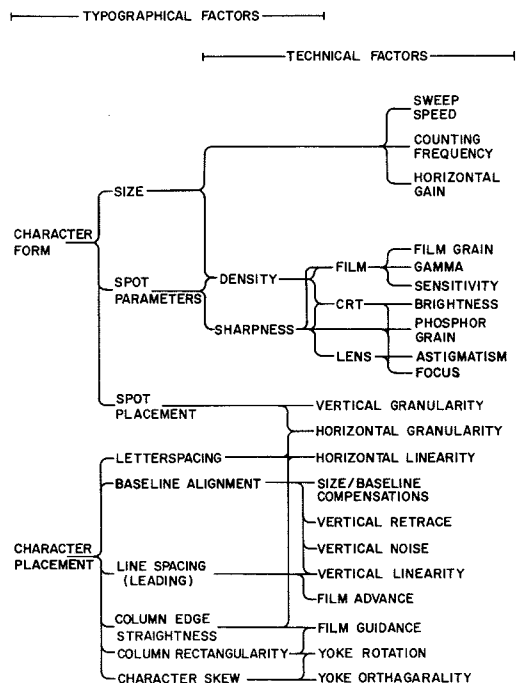 TYPOGRAPHICAL FACTORS
TECHNICAL FACTORS
SWEEP
SPEED
COUNTING
FREQUENCY
HORIZONTAL
GAIN
SIZE
CHARACTER
FORM
SPOT
PARAMETERS
DENSITY
SHARPNESS
FILM
CRT
LENS
FILM GRAIN
GAMMA
SENSITIVITY
BRIGHTNESS
PHOSPHOR
GRAIN
ASTIGMATISM
FOCUS
SPOT
PLACEMENT
VERTICAL GRANULARITY
HORIZONTAL GRANULARITY
LETTERSPACING
HORIZONTAL LINEARITY
BASELINE ALIGNMENT
SIZE/BASELINE
COMPENSATIONS
VERTICAL RETRACE
CHARACTER
PLACEMENT
VERTICAL NOISE
LINE SPACING
(LEADING)
VERTICAL LINEARITY
FILM ADVANCE
COLUMN EDGE
STRAIGHTNESS
FILM GUIDANCE
COLUMN RECTANGULARITY
YOKE ROTATION
CHARACTER SKEW
YOKE ORTHAGARALITY